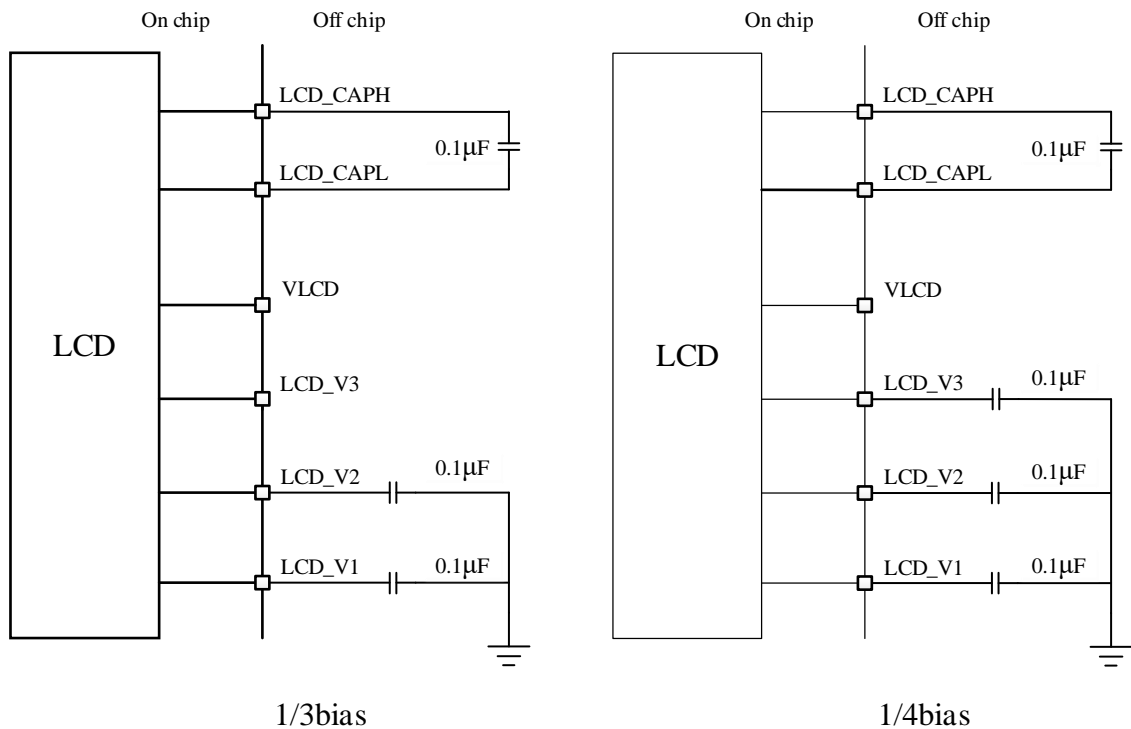 On chip
Off chip
LCD_CAPH
0.1μF
LCD_CAPL
VLCD
LCD
LCD_V3
LCD_V2
0.1μF
LCD_V1
0.1μF
1/3bias
On chip
Off chip
LCD_CAPH
0.1μF
LCD_CAPL
VLCD
LCD
LCD_V3
0.1μF
LCD_V2
0.1μF
LCD_V1
0.1μF
1/4bias